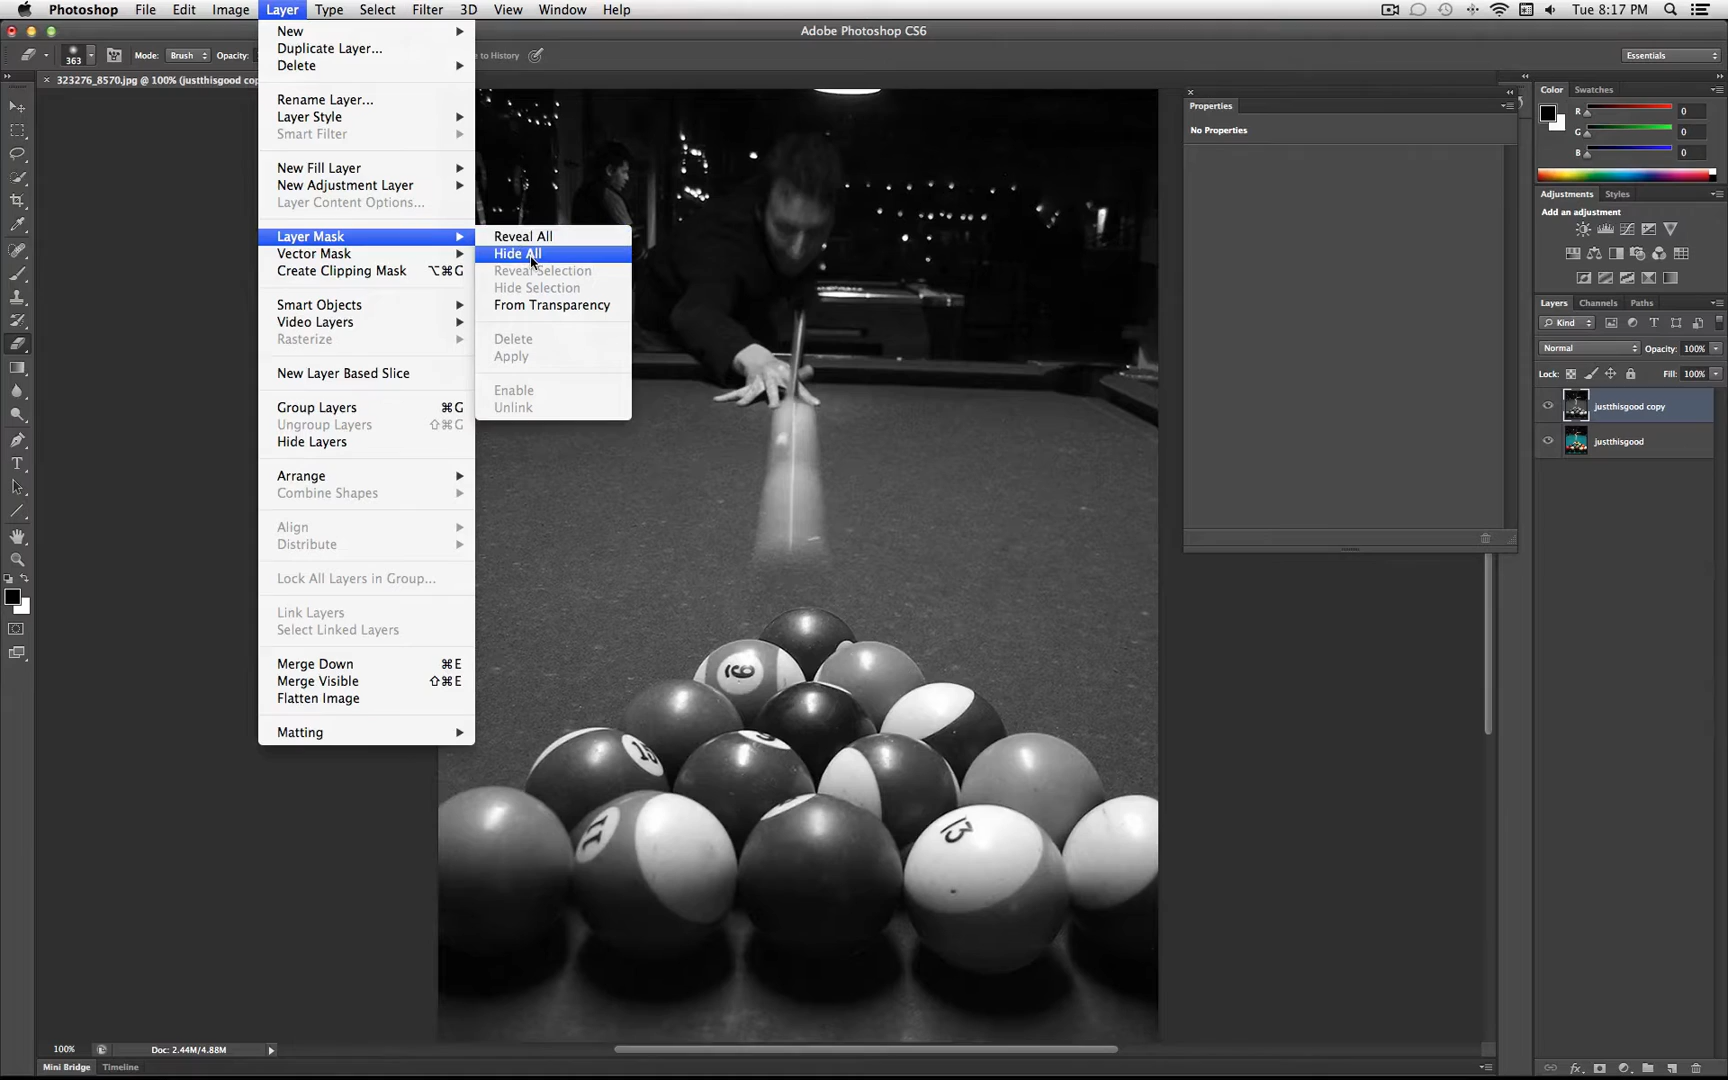 Photoshop File Edit Image Layer Type Select Filter 3D View Window Help Tue 8:17 PM
Adobe Photoshop CS6
363 Mode: Brush Opacity: to History Essentials
323276_8570.jpg @ 100% (justthisgood cop
New
Duplicate Layer...
Delete
Rename Layer...
Layer Style
Smart Filter
New Fill Layer
New Adjustment Layer
Layer Content Options...
Layer Mask
Vector Mask
Create Clipping Mask ⌥⌘G
Smart Objects
Video Layers
Rasterize
New Layer Based Slice
Group Layers ⌘G
Ungroup Layers ⇧⌘G
Hide Layers
Arrange
Combine Shapes
Align
Distribute
Lock All Layers in Group...
Link Layers
Select Linked Layers
Merge Down ⌘E
Merge Visible ⇧⌘E
Flatten Image
Matting
Reveal All
Hide All
Reveal Selection
Hide Selection
From Transparency
Delete
Apply
Enable
Unlink
Properties
No Properties
Color Swatches
R 0
G 0
B 0
Adjustments Styles
Add an adjustment
Layers Channels Paths
Kind
Normal Opacity: 100%
Lock: Fill: 100%
justthisgood copy
justthisgood
15
11
13
100% Doc: 2.44M/4.88M
Mini Bridge Timeline